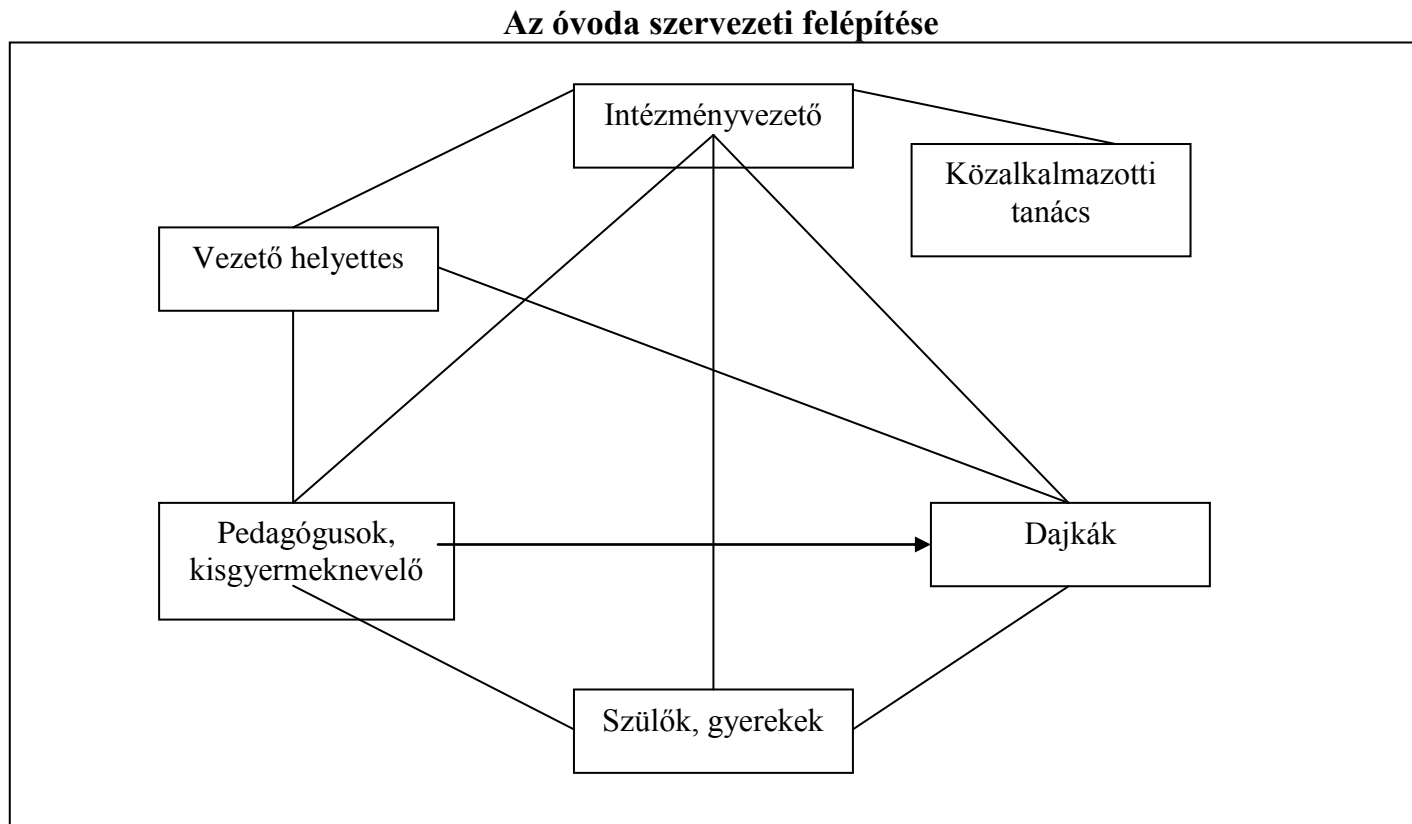 Az óvoda szervezeti felépítése
Intézményvezető
Közalkalmazotti
tanács
Vezető helyettes
Pedagógusok,
kisgyermeknevelő
Dajkák
Szülők, gyerekek